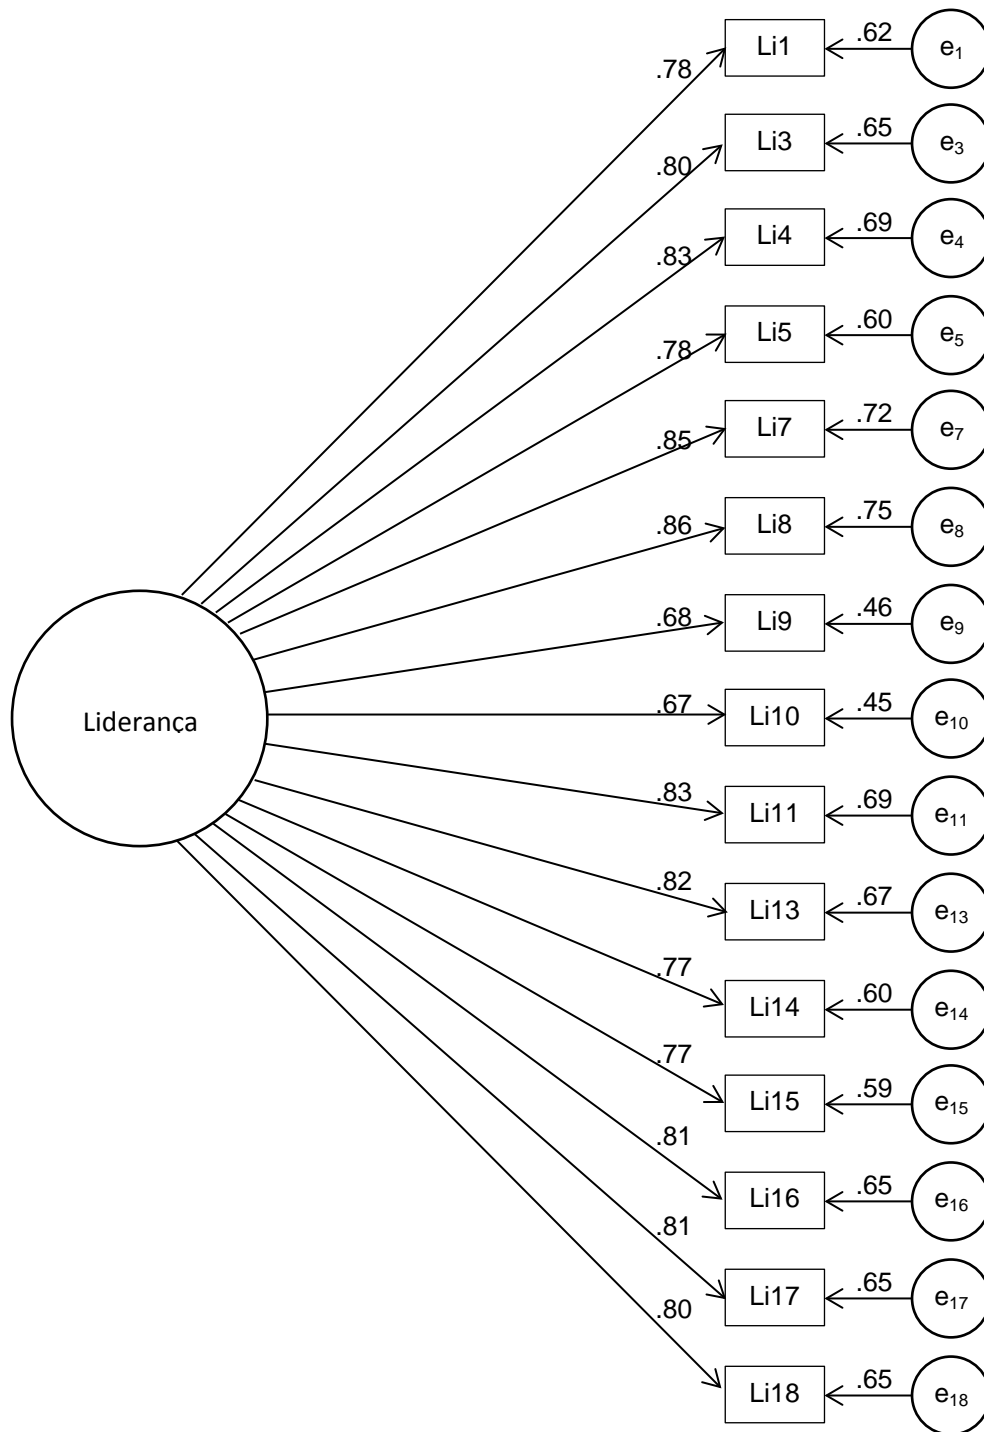 .78 Li1 .62 e₁
.80 Li3 .65 e₃
.83 Li4 .69 e₄
.78 Li5 .60 e₅
.85 Li7 .72 e₇
.86 Li8 .75 e₈
.68 Li9 .46 e₉
Liderança
.67 Li10 .45 e₁₀
.83 Li11 .69 e₁₁
.82 Li13 .67 e₁₃
.77 Li14 .60 e₁₄
.77 Li15 .59 e₁₅
.81 Li16 .65 e₁₆
.81 Li17 .65 e₁₇
.80 Li18 .65 e₁₈